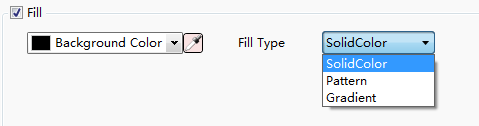 Fill
Background Color Fill Type SolidColor
SolidColor
Pattern
Gradient